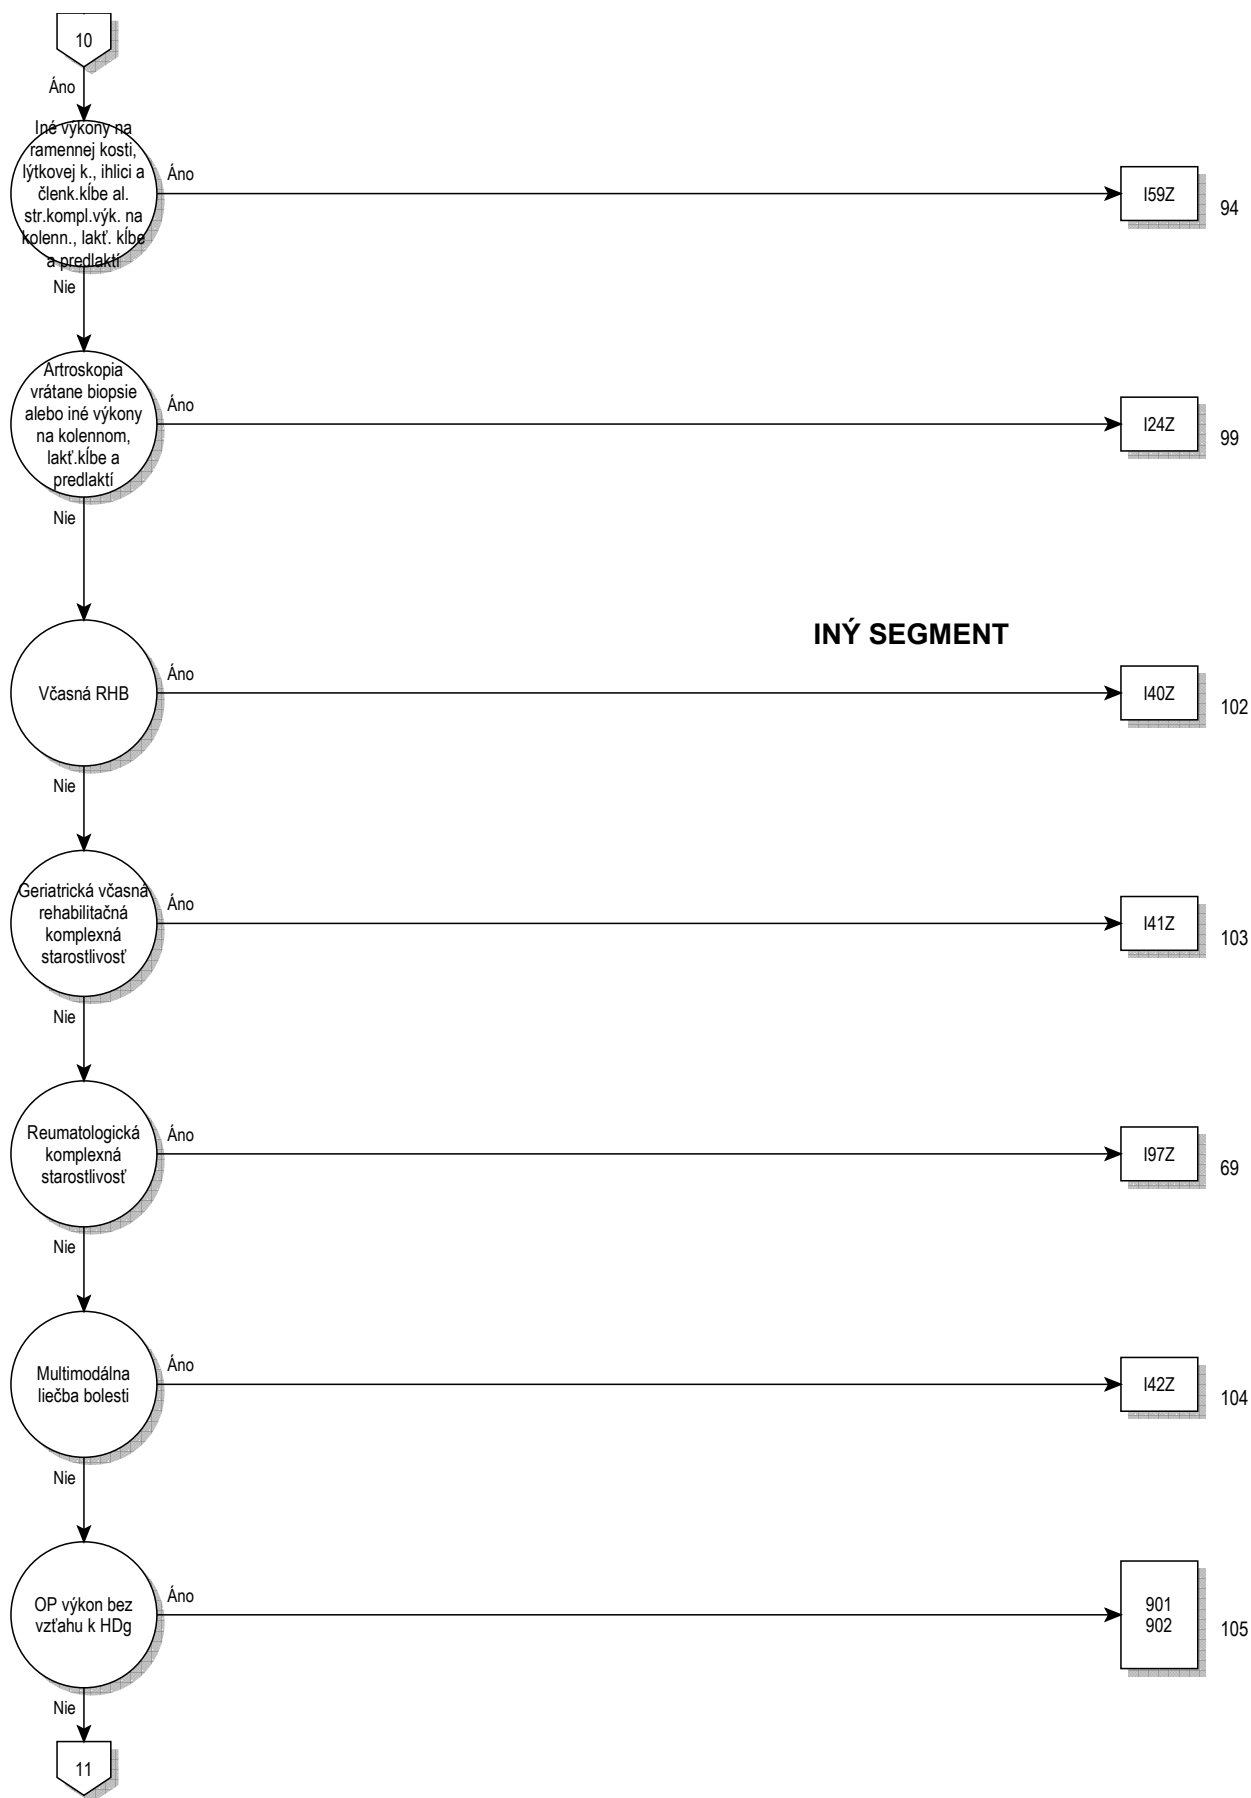 10
Áno
Iné výkony na
ramennej kosti,
lýtkovej k., ihlici a
členk.kĺbe al.
str.kompl.výk. na
kolenn., lakť. kĺbe
a predlaktí
Áno
I59Z
94
Nie
Artroskopia
vrátane biopsie
alebo iné výkony
na kolennom,
lakť.kĺbe a
predlaktí
Áno
I24Z
99
Nie
INÝ SEGMENT
Včasná RHB
Áno
I40Z
102
Nie
Geriatrická včasná
rehabilitačná
komplexná
starostlivosť
Áno
I41Z
103
Nie
Reumatologická
komplexná
starostlivosť
Áno
I97Z
69
Nie
Multimodálna
liečba bolesti
Áno
I42Z
104
Nie
OP výkon bez
vzťahu k HDg
Áno
901
902
105
Nie
11